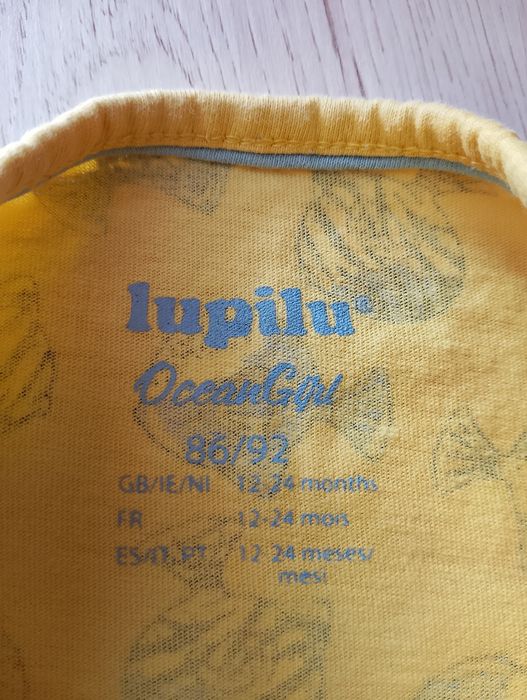 lupilu®
OceanGirl
86/92
GB/IE/NI 12-24 months
FR 12-24 mois
ES/IT, PT 12-24 meses/
mesi